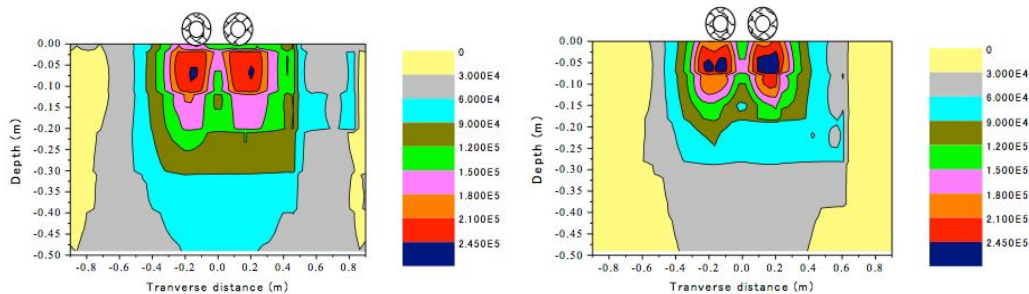 0.00
-0.05
-0.10
-0.15
-0.20
-0.25
-0.30
-0.35
-0.40
-0.45
-0.50
Depth (m)
-0.8 -0.6 -0.4 -0.2 0.0 0.2 0.4 0.6 0.8
Tranverse distance (m)
0
3.000E4
6.000E4
9.000E4
1.200E5
1.500E5
1.800E5
2.100E5
2.450E5
0.00
-0.05
-0.10
-0.15
-0.20
-0.25
-0.30
-0.35
-0.40
-0.45
-0.50
Depth (m)
-0.8 -0.6 -0.4 -0.2 0.0 0.2 0.4 0.6 0.8
Tranverse distance (m)
0
3.000E4
6.000E4
9.000E4
1.200E5
1.500E5
1.800E5
2.100E5
2.450E5